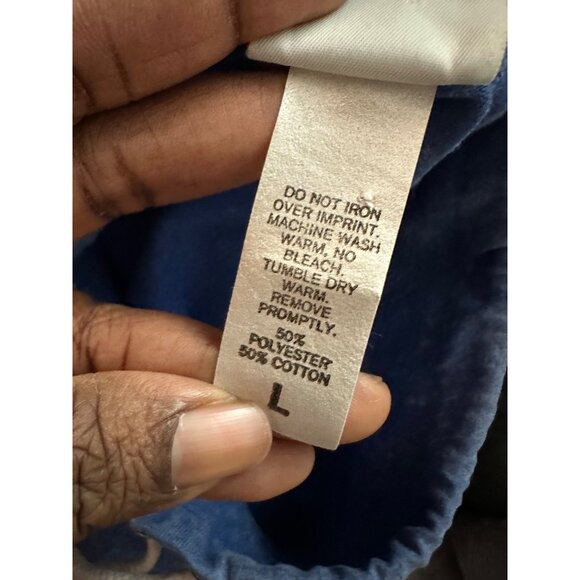 DO NOT IRON
OVER IMPRINT.
MACHINE WASH
WARM, NO
BLEACH.
TUMBLE DRY
WARM.
REMOVE
PROMPTLY.
50%
POLYESTER
50% COTTON
L